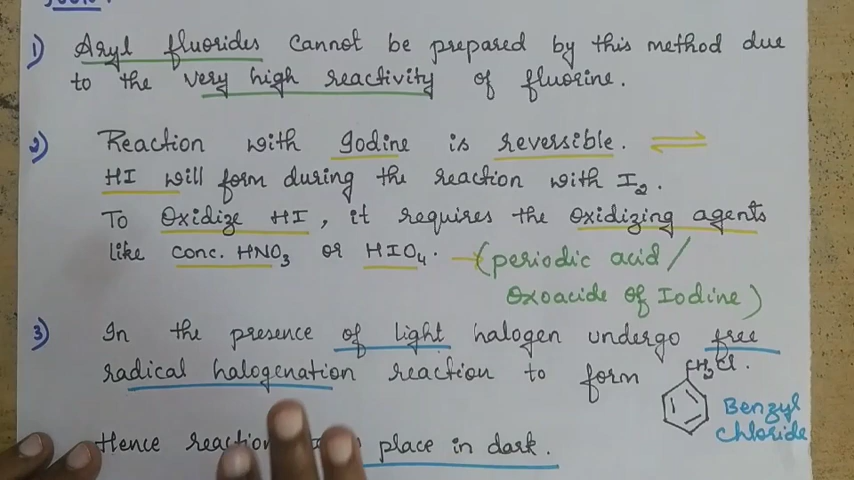 1) Aryl fluorides cannot be prepared by this method due
to the very high reactivity of fluorine.
2) Reaction with Iodine is reversible. ⇌
HI will form during the reaction with I₂.
To Oxidize HI, it requires the Oxidizing agents
like conc. HNO₃ or HIO₄. → (periodic acid /
Oxoacide of Iodine)
3) In the presence of light halogen undergo free
radical halogenation reaction to form
Benzyl
chloride
Hence reaction place in dark.